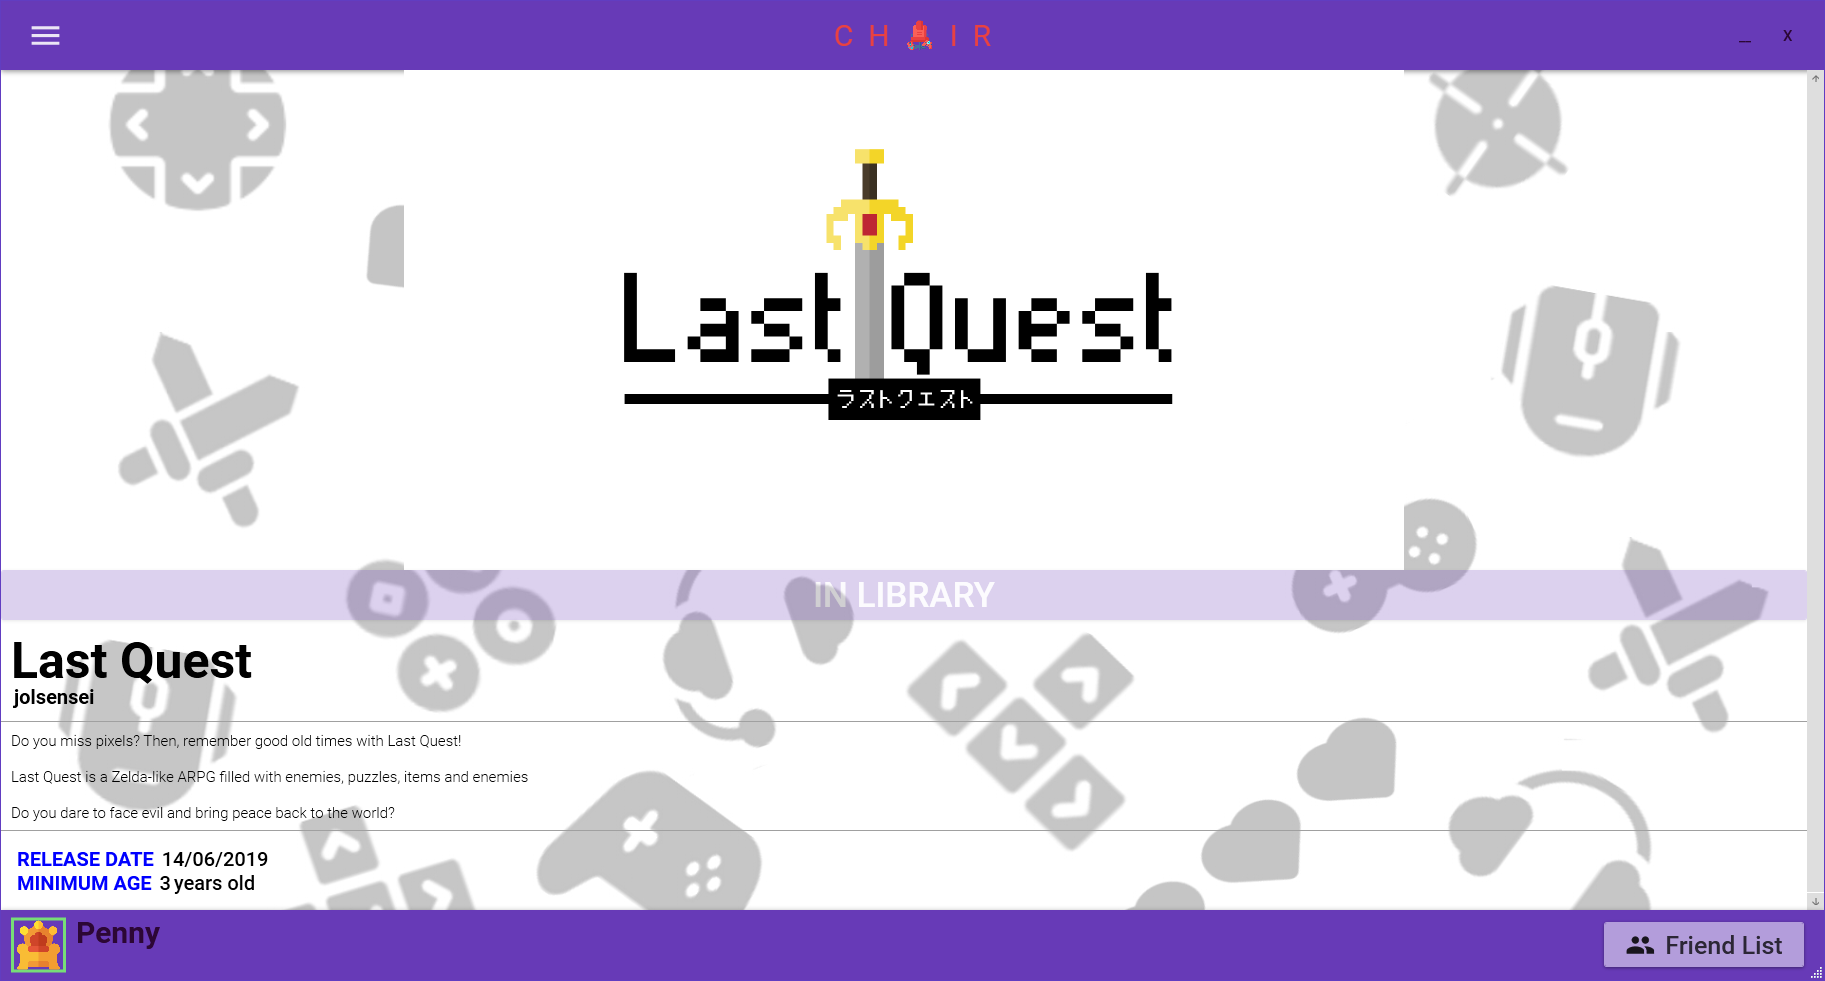 CHIR
_ X
Last Quest
ラストクエスト
IN LIBRARY
Last Quest
jolsensei
Do you miss pixels? Then, remember good old times with Last Quest!
Last Quest is a Zelda-like ARPG filled with enemies, puzzles, items and enemies
Do you dare to face evil and bring peace back to the world?
RELEASE DATE 14/06/2019
MINIMUM AGE 3 years old
Penny
Friend List